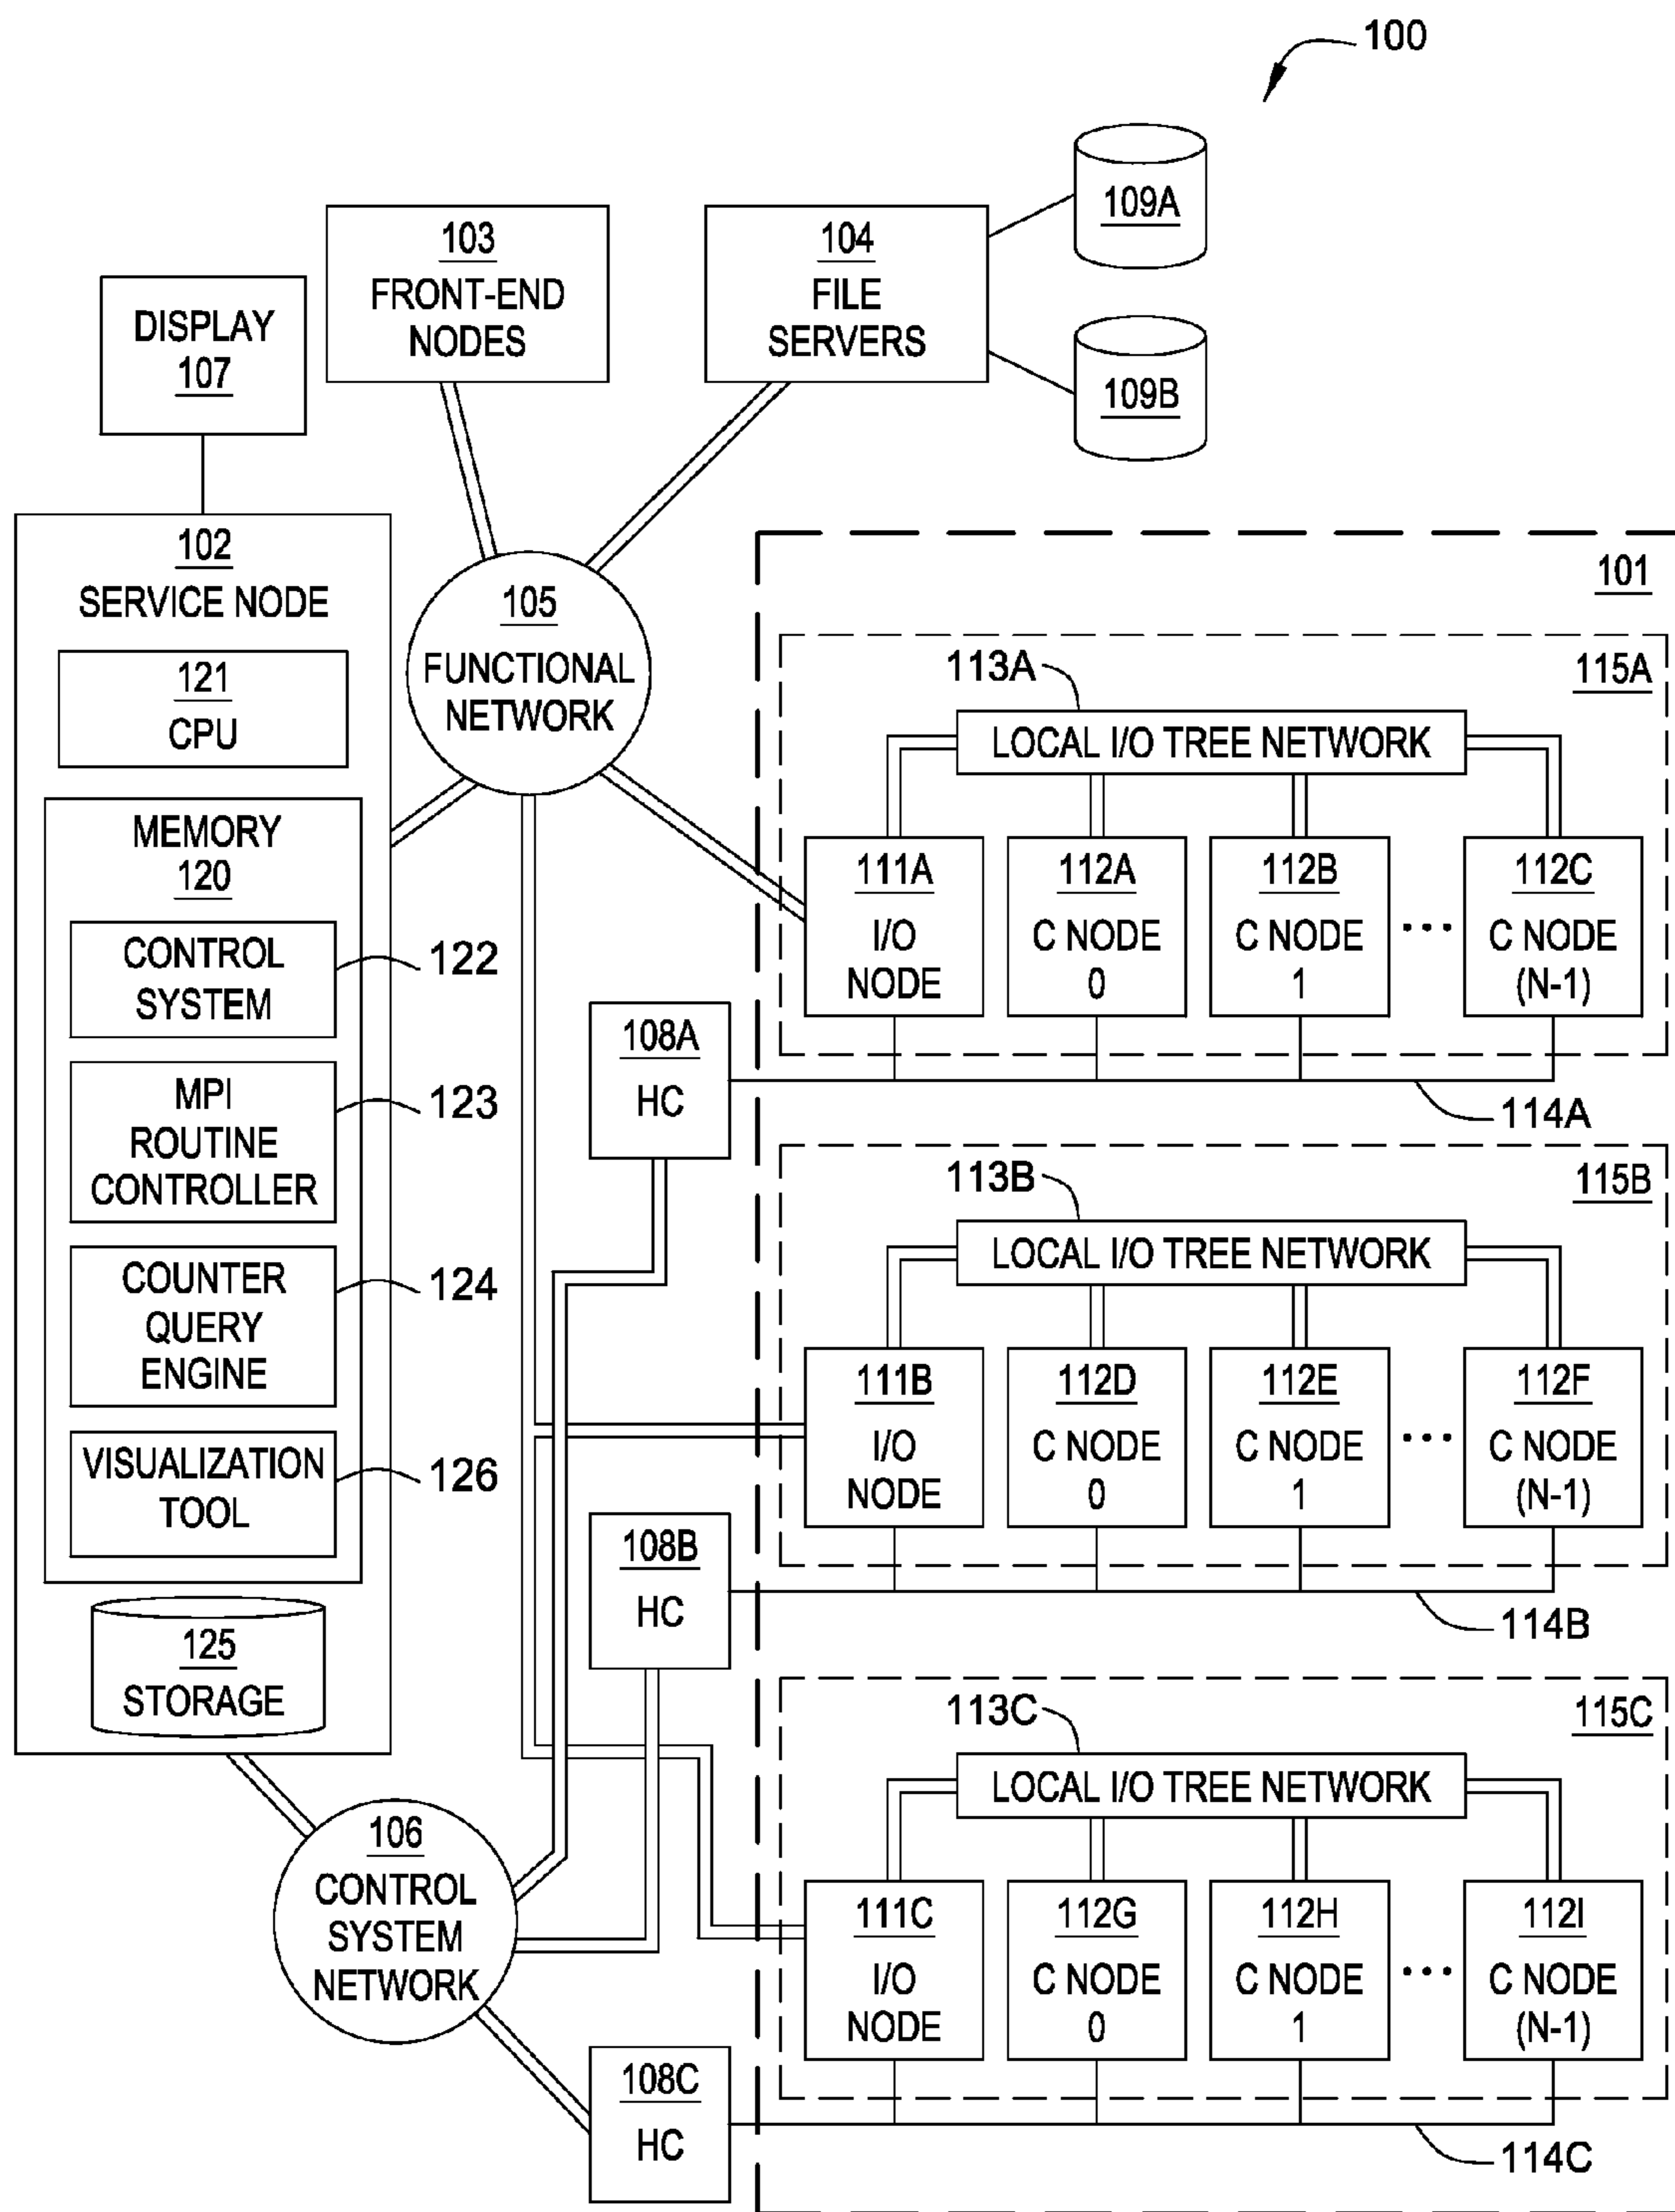 100
109A
109B
103
FRONT-END
NODES
104
FILE
SERVERS
DISPLAY
107
102
SERVICE NODE
121
CPU
MEMORY
120
CONTROL
SYSTEM
122
MPI
ROUTINE
CONTROLLER
123
COUNTER
QUERY
ENGINE
124
VISUALIZATION
TOOL
126
125
STORAGE
105
FUNCTIONAL
NETWORK
106
CONTROL
SYSTEM
NETWORK
108A
HC
108B
HC
108C
HC
101
115A
113A
LOCAL I/O TREE NETWORK
111A
I/O
NODE
112A
C NODE
0
112B
C NODE
1
...
112C
C NODE
(N-1)
114A
115B
113B
LOCAL I/O TREE NETWORK
111B
I/O
NODE
112D
C NODE
0
112E
C NODE
1
...
112F
C NODE
(N-1)
114B
115C
113C
LOCAL I/O TREE NETWORK
111C
I/O
NODE
112G
C NODE
0
112H
C NODE
1
...
112I
C NODE
(N-1)
114C